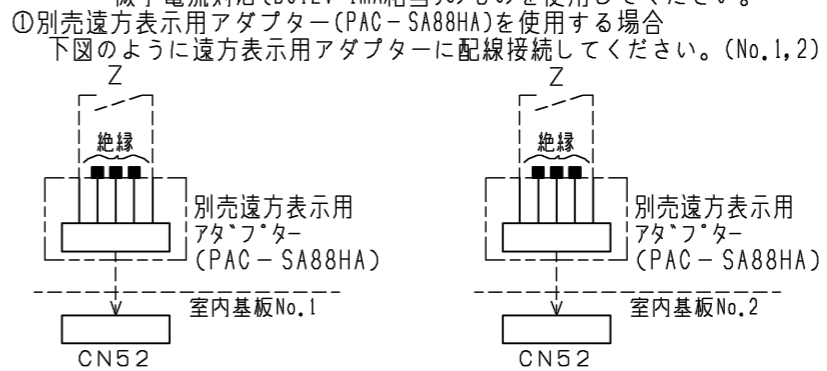 ①別売遠方表示用アダプター(PAC-SA88HA)を使用する場合
下図のように遠方表示用アダプターに配線接続してください。(No.1,2)
Z
絶縁
別売遠方表示用
アダプター
(PAC-SA88HA)
室内基板No.1
CN52
Z
絶縁
別売遠方表示用
アダプター
(PAC-SA88HA)
室内基板No.2
CN52